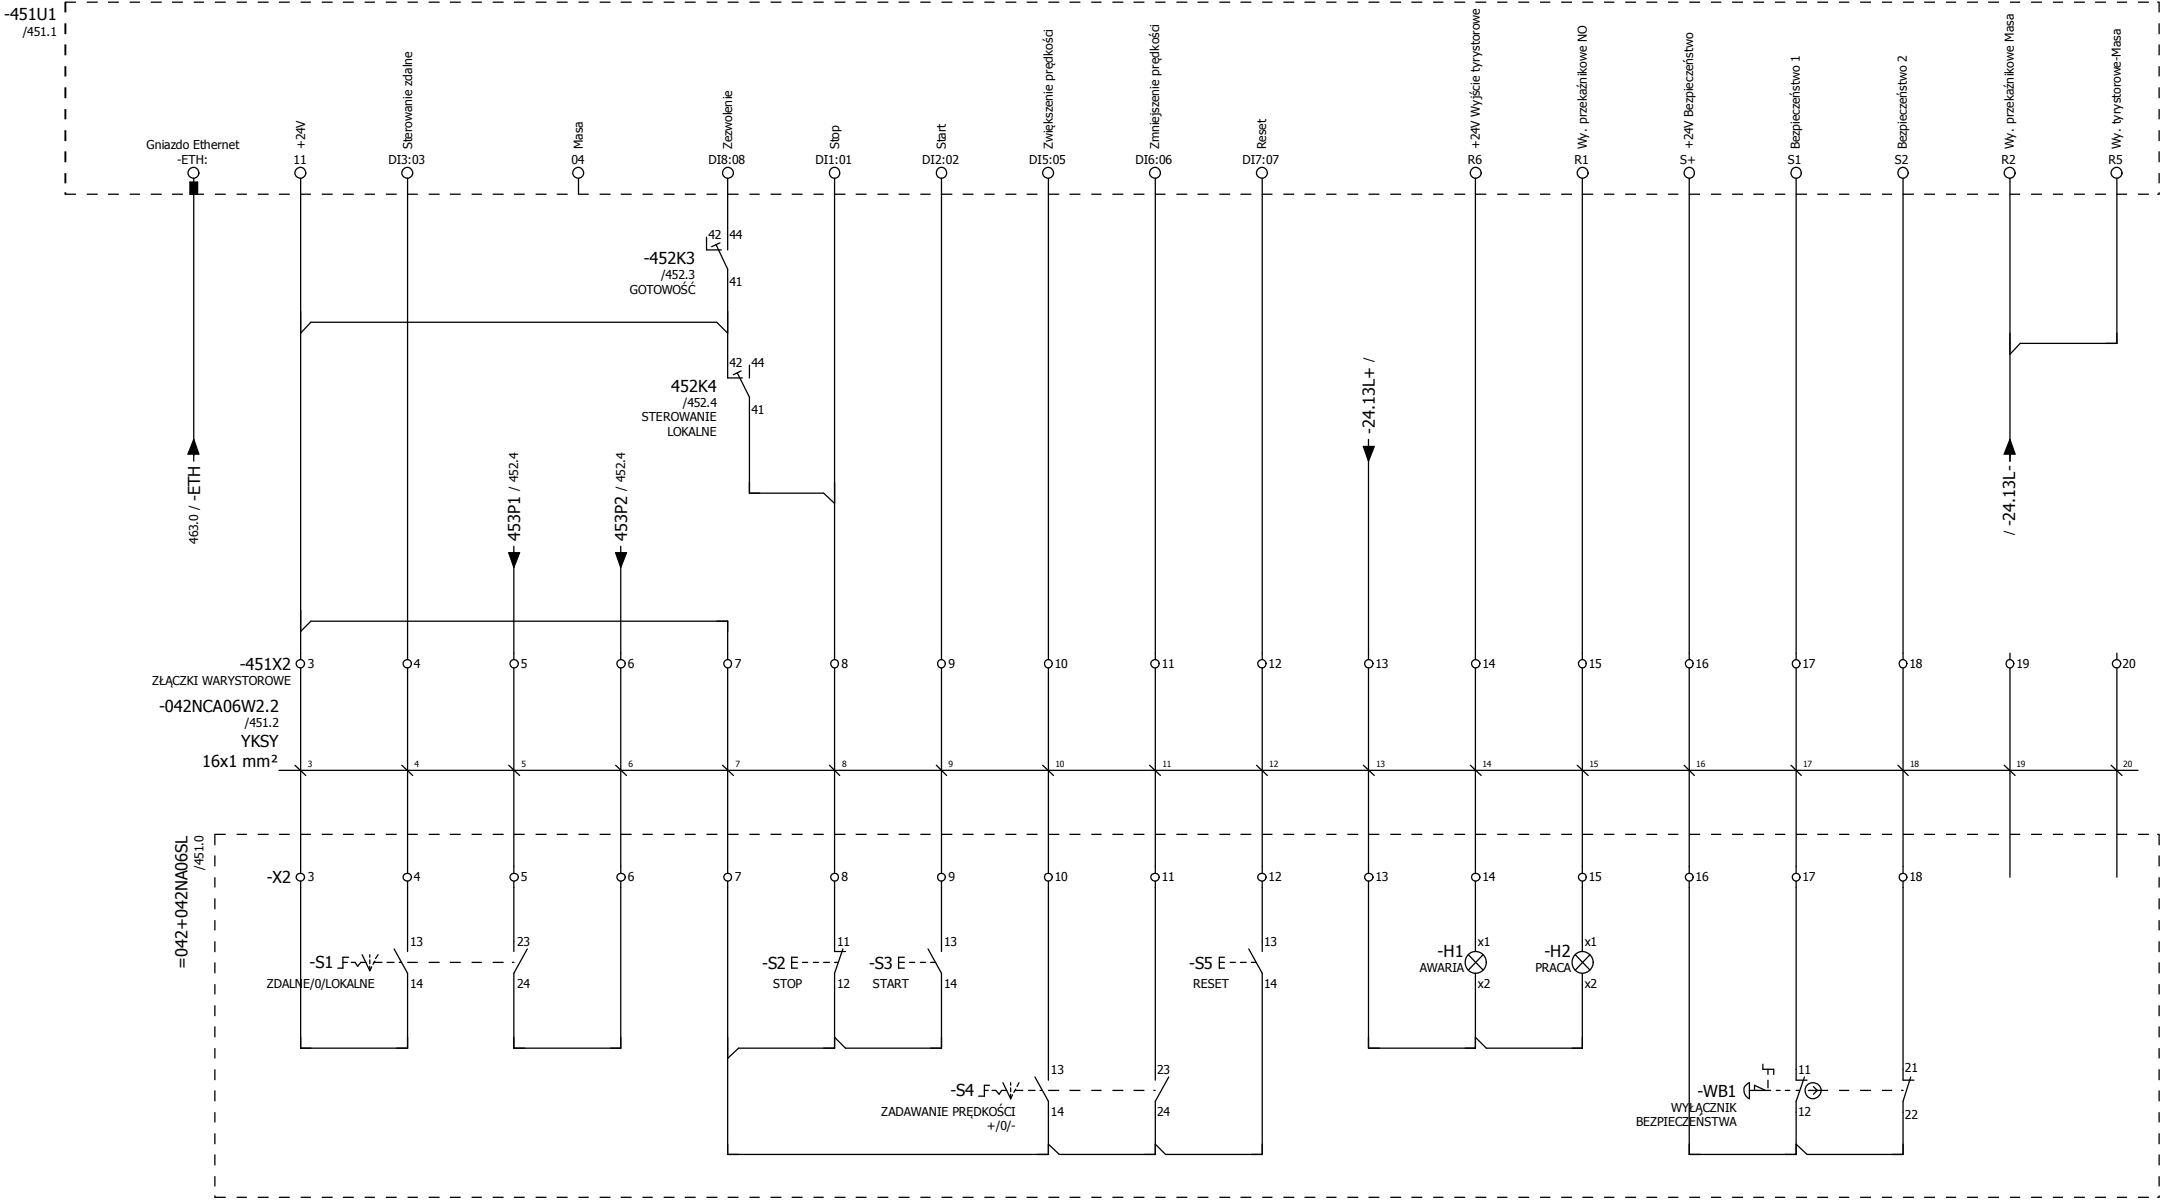 -451U1
/451.1
Gniazdo Ethernet
-ETH:
+24V
11
Sterowanie zdalne
DI3:03
Masa
04
Zezwolenie
DI8:08
Stop
DI1:01
Start
DI2:02
Zwiększenie prędkości
DI5:05
Zmniejszenie prędkości
DI6:06
Reset
DI7:07
+24V Wyjście tyrystorowe
R6
Wy. przekaźnikowe NO
R1
+24V Bezpieczeństwo
S+
Bezpieczeństwo 1
S1
Bezpieczeństwo 2
S2
Wy. przekaźnikowe Masa
R2
Wy. tyrystorowe-Masa
R5
42 44
-452K3
/452.3
GOTOWOŚĆ
41
42 44
452K4
/452.4
STEROWANIE
LOKALNE
41
463.0 / -ETH
453P1 / 452.4
453P2 / 452.4
-24.13L+ /
/ -24.13L-
-451X2 3 4 5 6 7 8 9 10 11 12 13 14 15 16 17 18 19 20
ZŁĄCZKI WARYSTOROWE
-042NCA06W2.2
/451.2
YKSY
16x1 mm²
3 4 5 6 7 8 9 10 11 12 13 14 15 16 17 18 19 20
=042+042NA06SL
/451.0
-X2 3 4 5 6 7 8 9 10 11 12 13 14 15 16 17 18
13 23 11 13 13 x1 x1
-S1 -S2 E -S3 E -S5 E -H1 -H2
AWARIA PRACA
ZDALNE/0/LOKALNE 14 24 STOP 12 START 14 RESET 14 x2 x2
13 23 11 21
-S4 -WB1
ZADAWANIE PRĘDKOŚCI 14 24 WYŁĄCZNIK 12 22
+/0/- BEZPIECZEŃSTWA